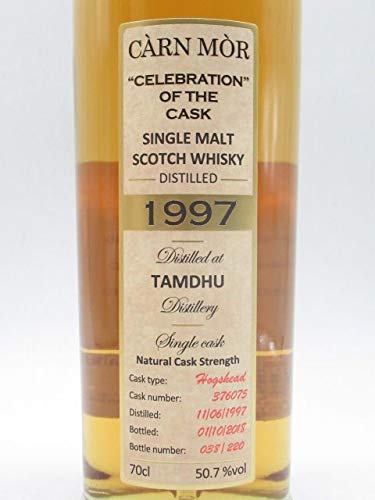 CÀRN MÒR
“CELEBRATION”
OF THE
CASK
SINGLE MALT
SCOTCH WHISKY
DISTILLED
1997
Distilled at
TAMDHU
Distillery
Single cask
Natural Cask Strength
Cask type: Hogshead
Cask number: 376075
Distilled: 11/06/1997
Bottled: 01/10/2018
Bottle number: 038/220
70cl 50.7%vol